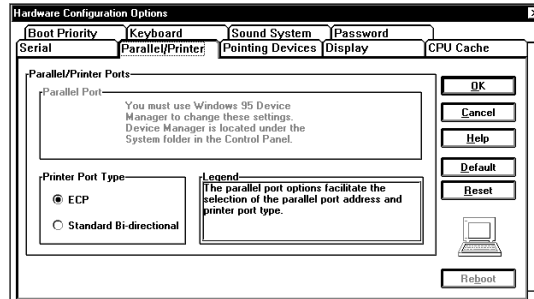 Hardware Configuration Options
Boot Priority Keyboard Sound System Password
Serial Parallel/Printer Pointing Devices Display CPU Cache
Parallel/Printer Ports
Parallel Port
You must use Windows 95 Device
Manager to change these settings.
Device Manager is located under the
System folder in the Control Panel.
Printer Port Type
ECP
Standard Bi-directional
Legend
The parallel port options facilitate the
selection of the parallel port address and
printer port type.
OK
Cancel
Help
Default
Reset
Reboot